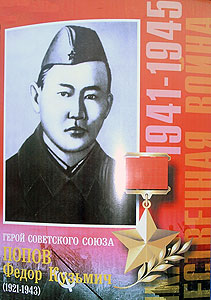 ГЕРОЙ СОВЕТСКОГО СОЮЗА
ПОПОВ
Федор Кузьмич
(1921-1943)
1941-1945
ВОЙНА